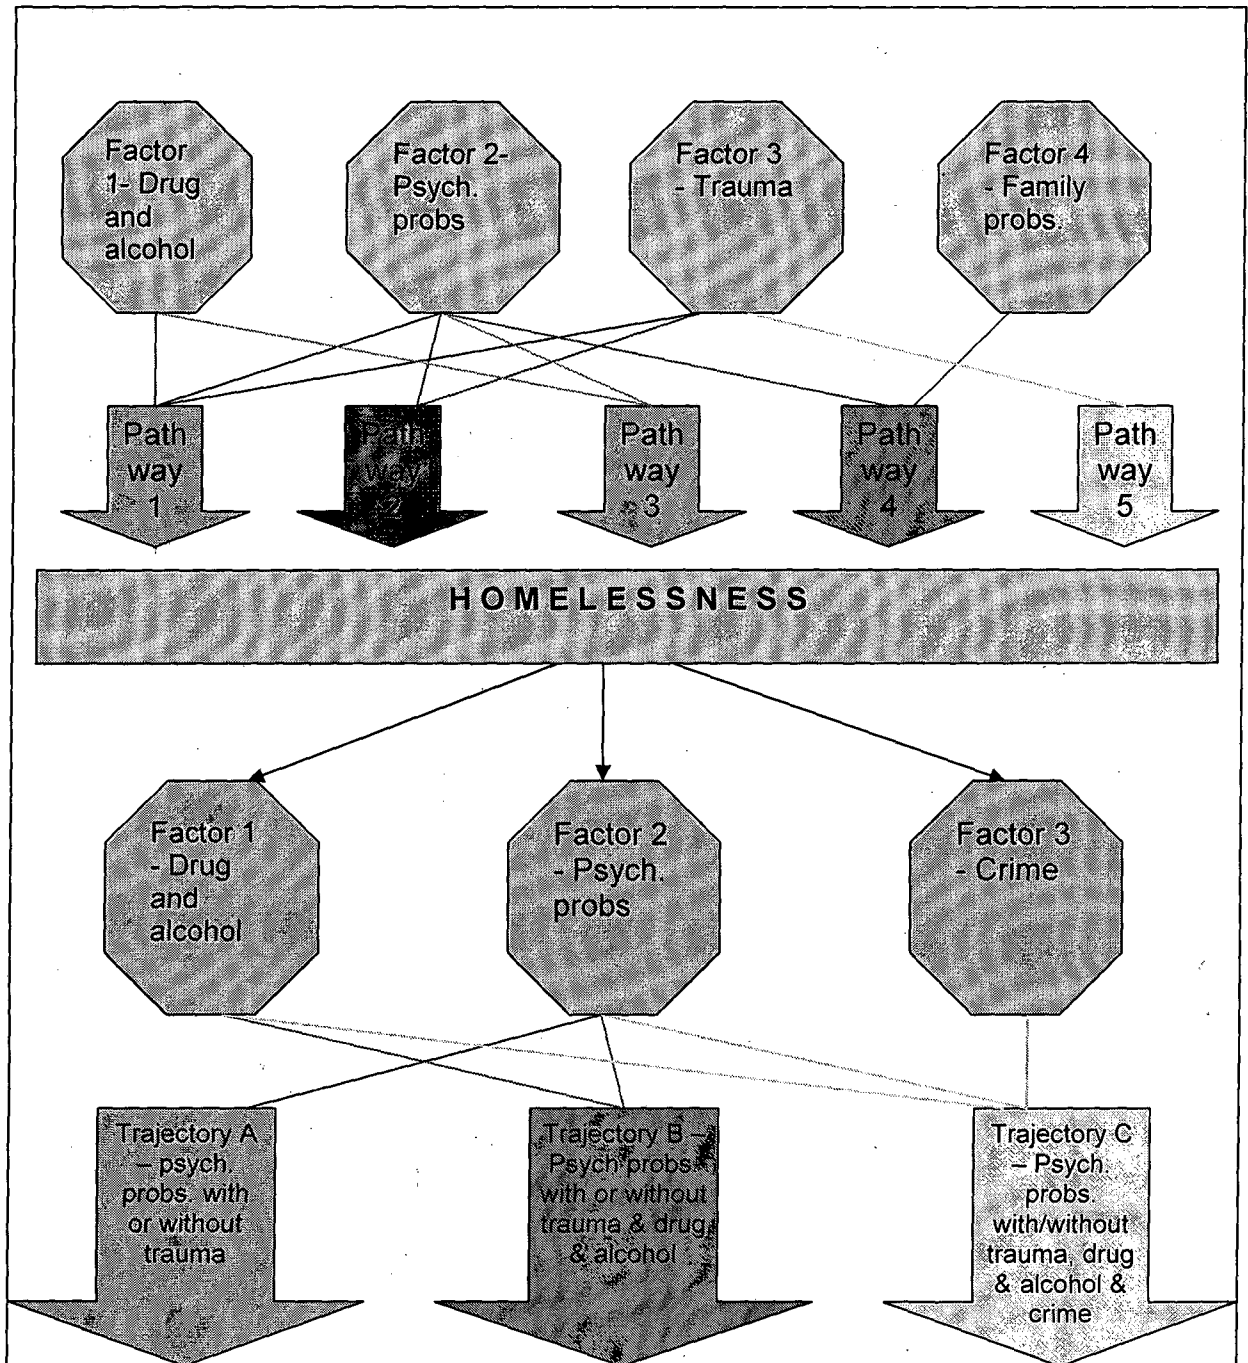 Factor
1- Drug
and
alcohol
Factor 2-
Psych.
probs
Factor 3
- Trauma
Factor 4
- Family
probs.
Path
way
1
Path
way
2
Path
way
3
Path
way
4
Path
way
5
HOMELESSNESS
Factor 1
- Drug
and
alcohol
Factor 2
- Psych.
probs
Factor 3
- Crime
Trajectory A
– psych.
probs. with
or without
trauma
Trajectory B –
Psych probs.
with or without
trauma & drug
& alcohol
Trajectory C
– Psych.
probs.
with/without
trauma, drug
& alcohol &
crime